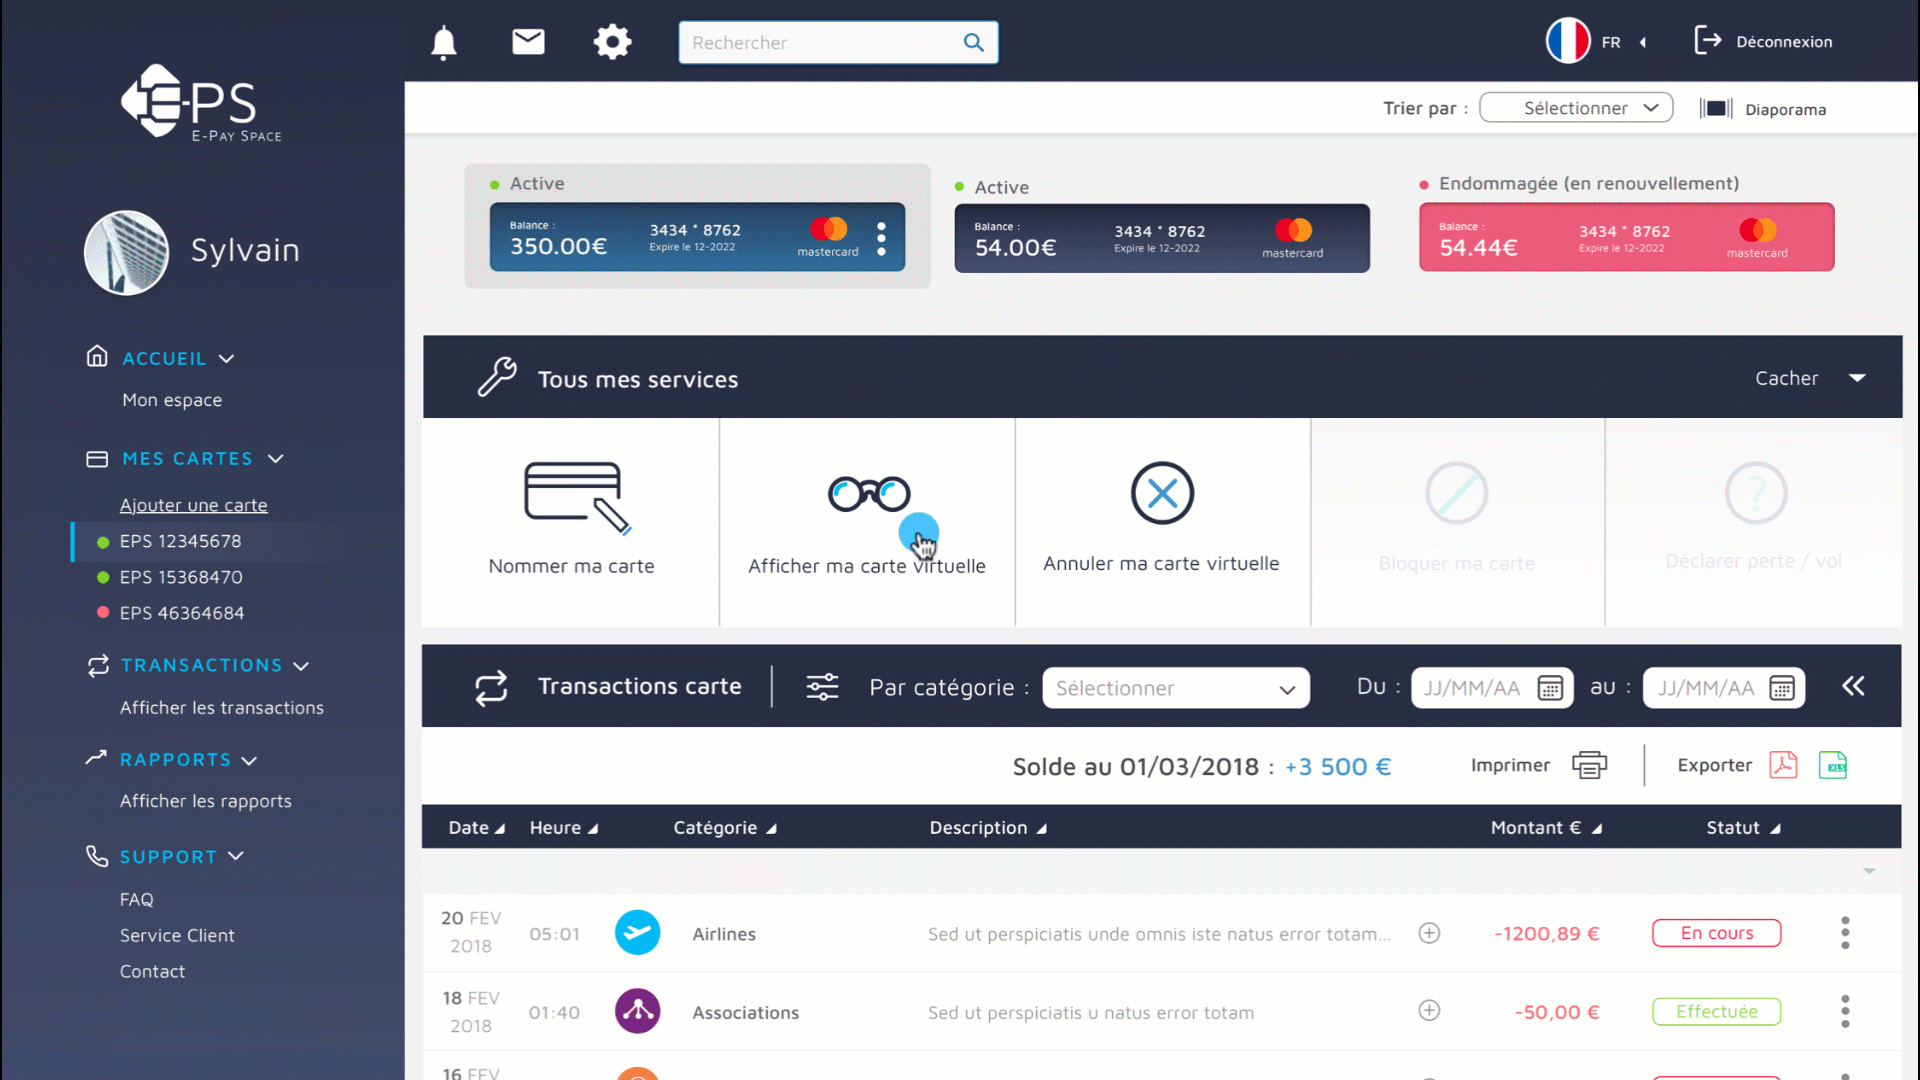 Rechercher
FR
Déconnexion
E-PS
E-PAY SPACE
Trier par :
Sélectionner
Diaporama
Sylvain
ACCUEIL
Mon espace
MES CARTES
Ajouter une carte
EPS 12345678
EPS 15368470
EPS 46364684
TRANSACTIONS
Afficher les transactions
RAPPORTS
Afficher les rapports
SUPPORT
FAQ
Service Client
Contact
Active
Balance :
350.00€
3434 * 8762
Expire le 12-2022
mastercard
Active
Balance :
54.00€
3434 * 8762
Expire le 12-2022
mastercard
Endommagée (en renouvellement)
Balance :
54.44€
3434 * 8762
Expire le 12-2022
mastercard
Tous mes services
Cacher
Nommer ma carte
Afficher ma carte virtuelle
Annuler ma carte virtuelle
Bloquer ma carte
Déclarer perte / vol
Transactions carte
Par catégorie :
Sélectionner
Du :
JJ/MM/AA
au :
JJ/MM/AA
Solde au 01/03/2018 : +3 500 €
Imprimer
Exporter
XLS
Date Heure Catégorie Description Montant € Statut
20 FEV
2018
05:01
Airlines
Sed ut perspiciatis unde omnis iste natus error totam...
-1200,89 €
En cours
18 FEV
2018
01:40
Associations
Sed ut perspiciatis u natus error totam
-50,00 €
Effectuée
16 FEV